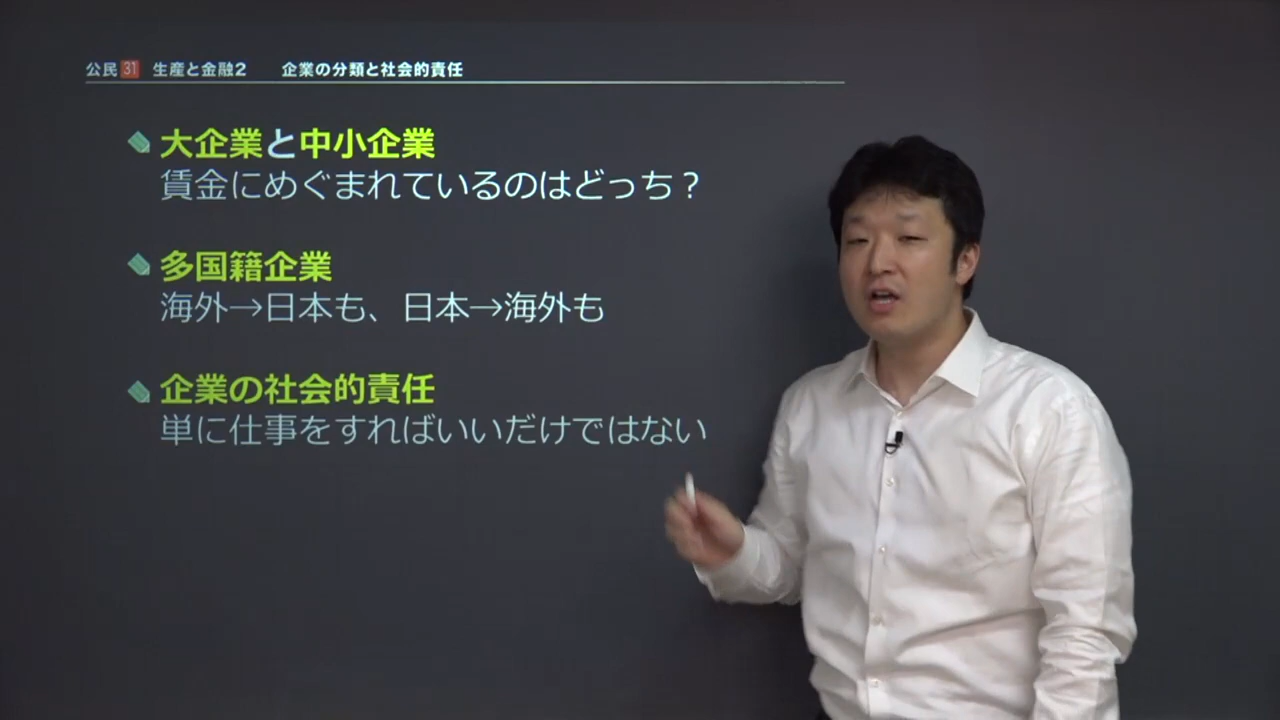 公民 31 生産と金融2 企業の分類と社会的責任
大企業と中小企業
賃金にめぐまれているのはどっち？
多国籍企業
海外→日本も、日本→海外も
企業の社会的責任
単に仕事をすればいいだけではない